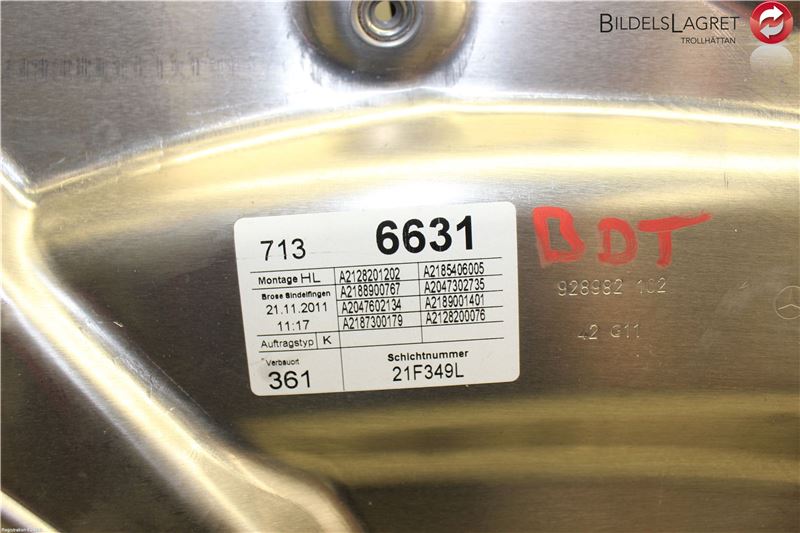 BILDELSLAGRET
TROLLHÄTTAN
713 6631
Montage HL A2128201202 A2185406005
Brose Sindelfingen A2188900767 A2047302735
21.11.2011 A2047602134 A2189001401
11:17 A2187300179 A2128200076
Auftragstyp K
Verbauort Schichtnummer
361 21F349L
BDT
928982 102
42 G11